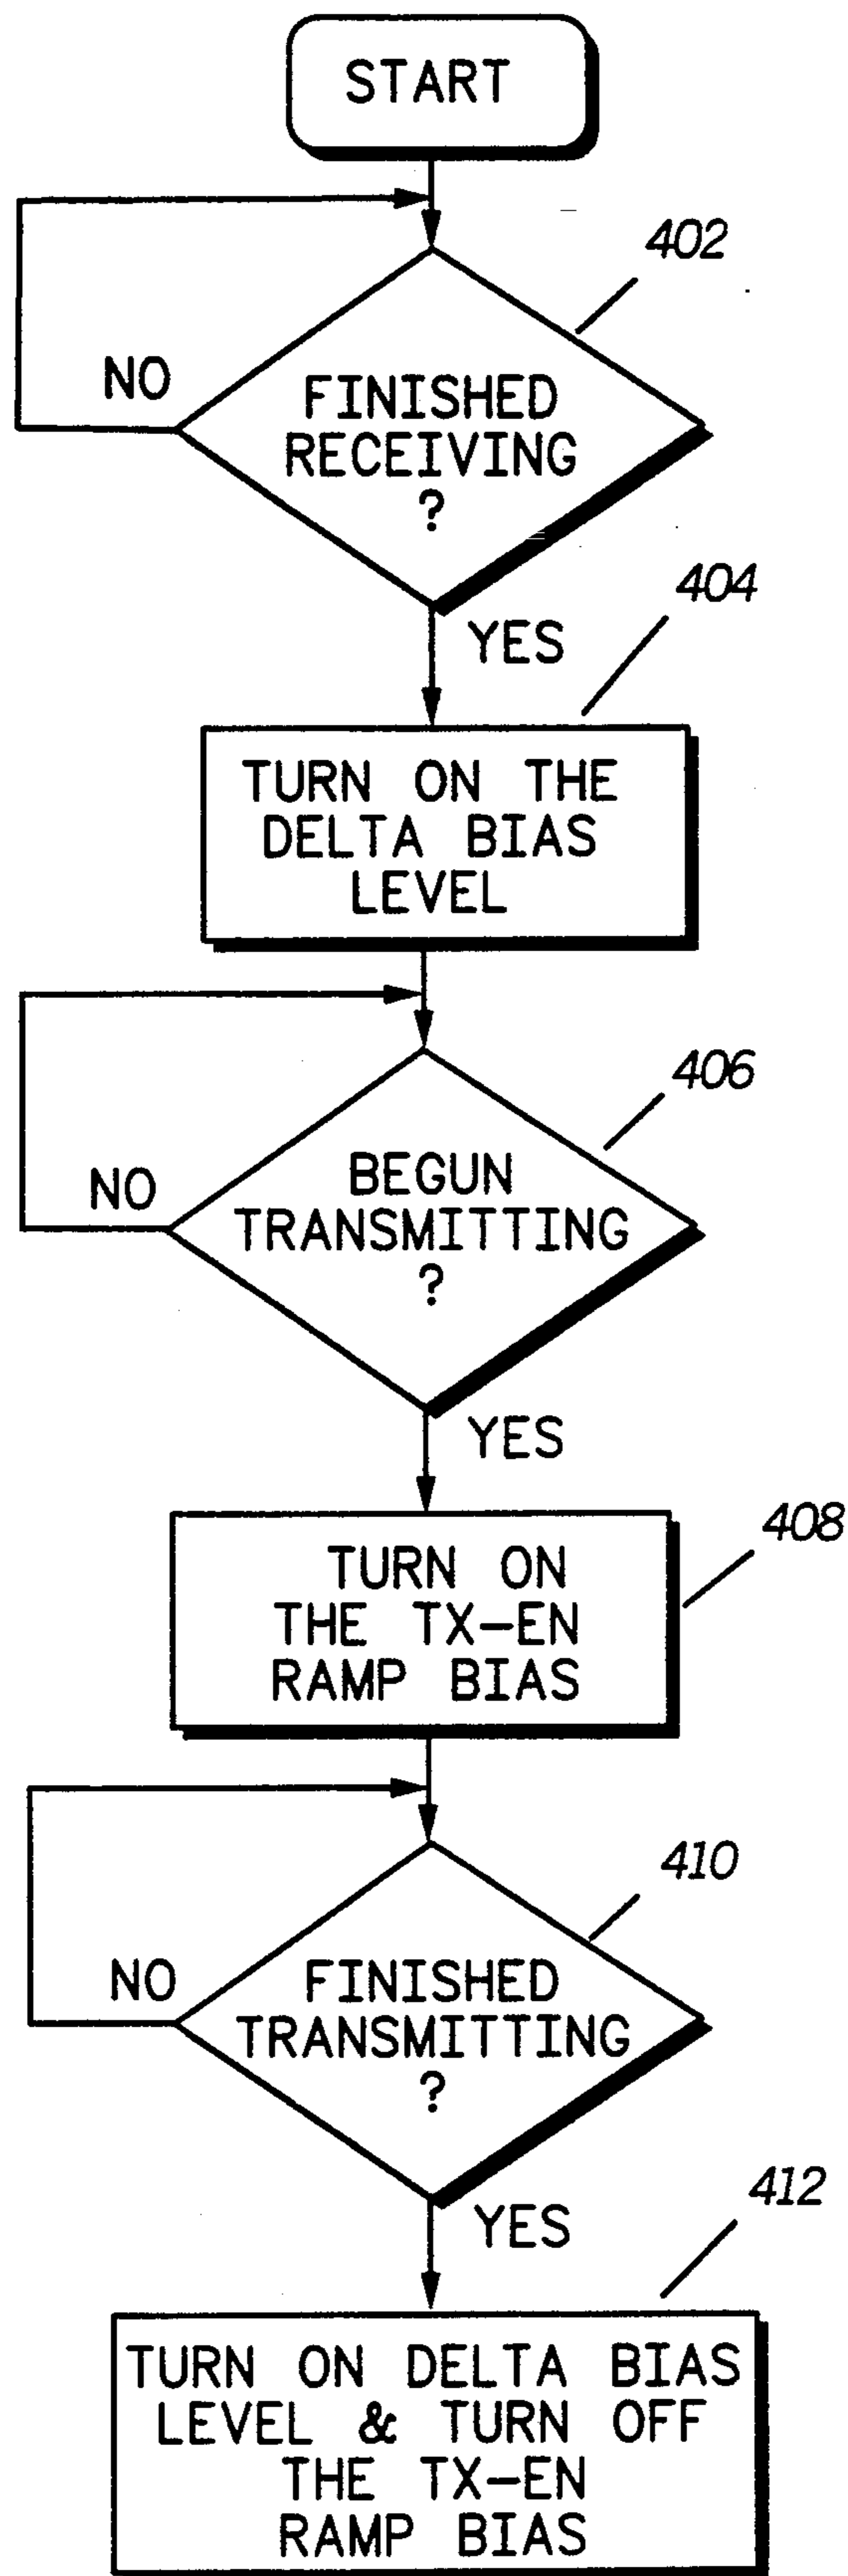 START
402
NO
FINISHED
RECEIVING
?
404
YES
TURN ON THE
DELTA BIAS
LEVEL
406
NO
BEGUN
TRANSMITTING
?
YES
408
TURN ON
THE TX-EN
RAMP BIAS
410
NO
FINISHED
TRANSMITTING
?
412
YES
TURN ON DELTA BIAS
LEVEL & TURN OFF
THE TX-EN
RAMP BIAS